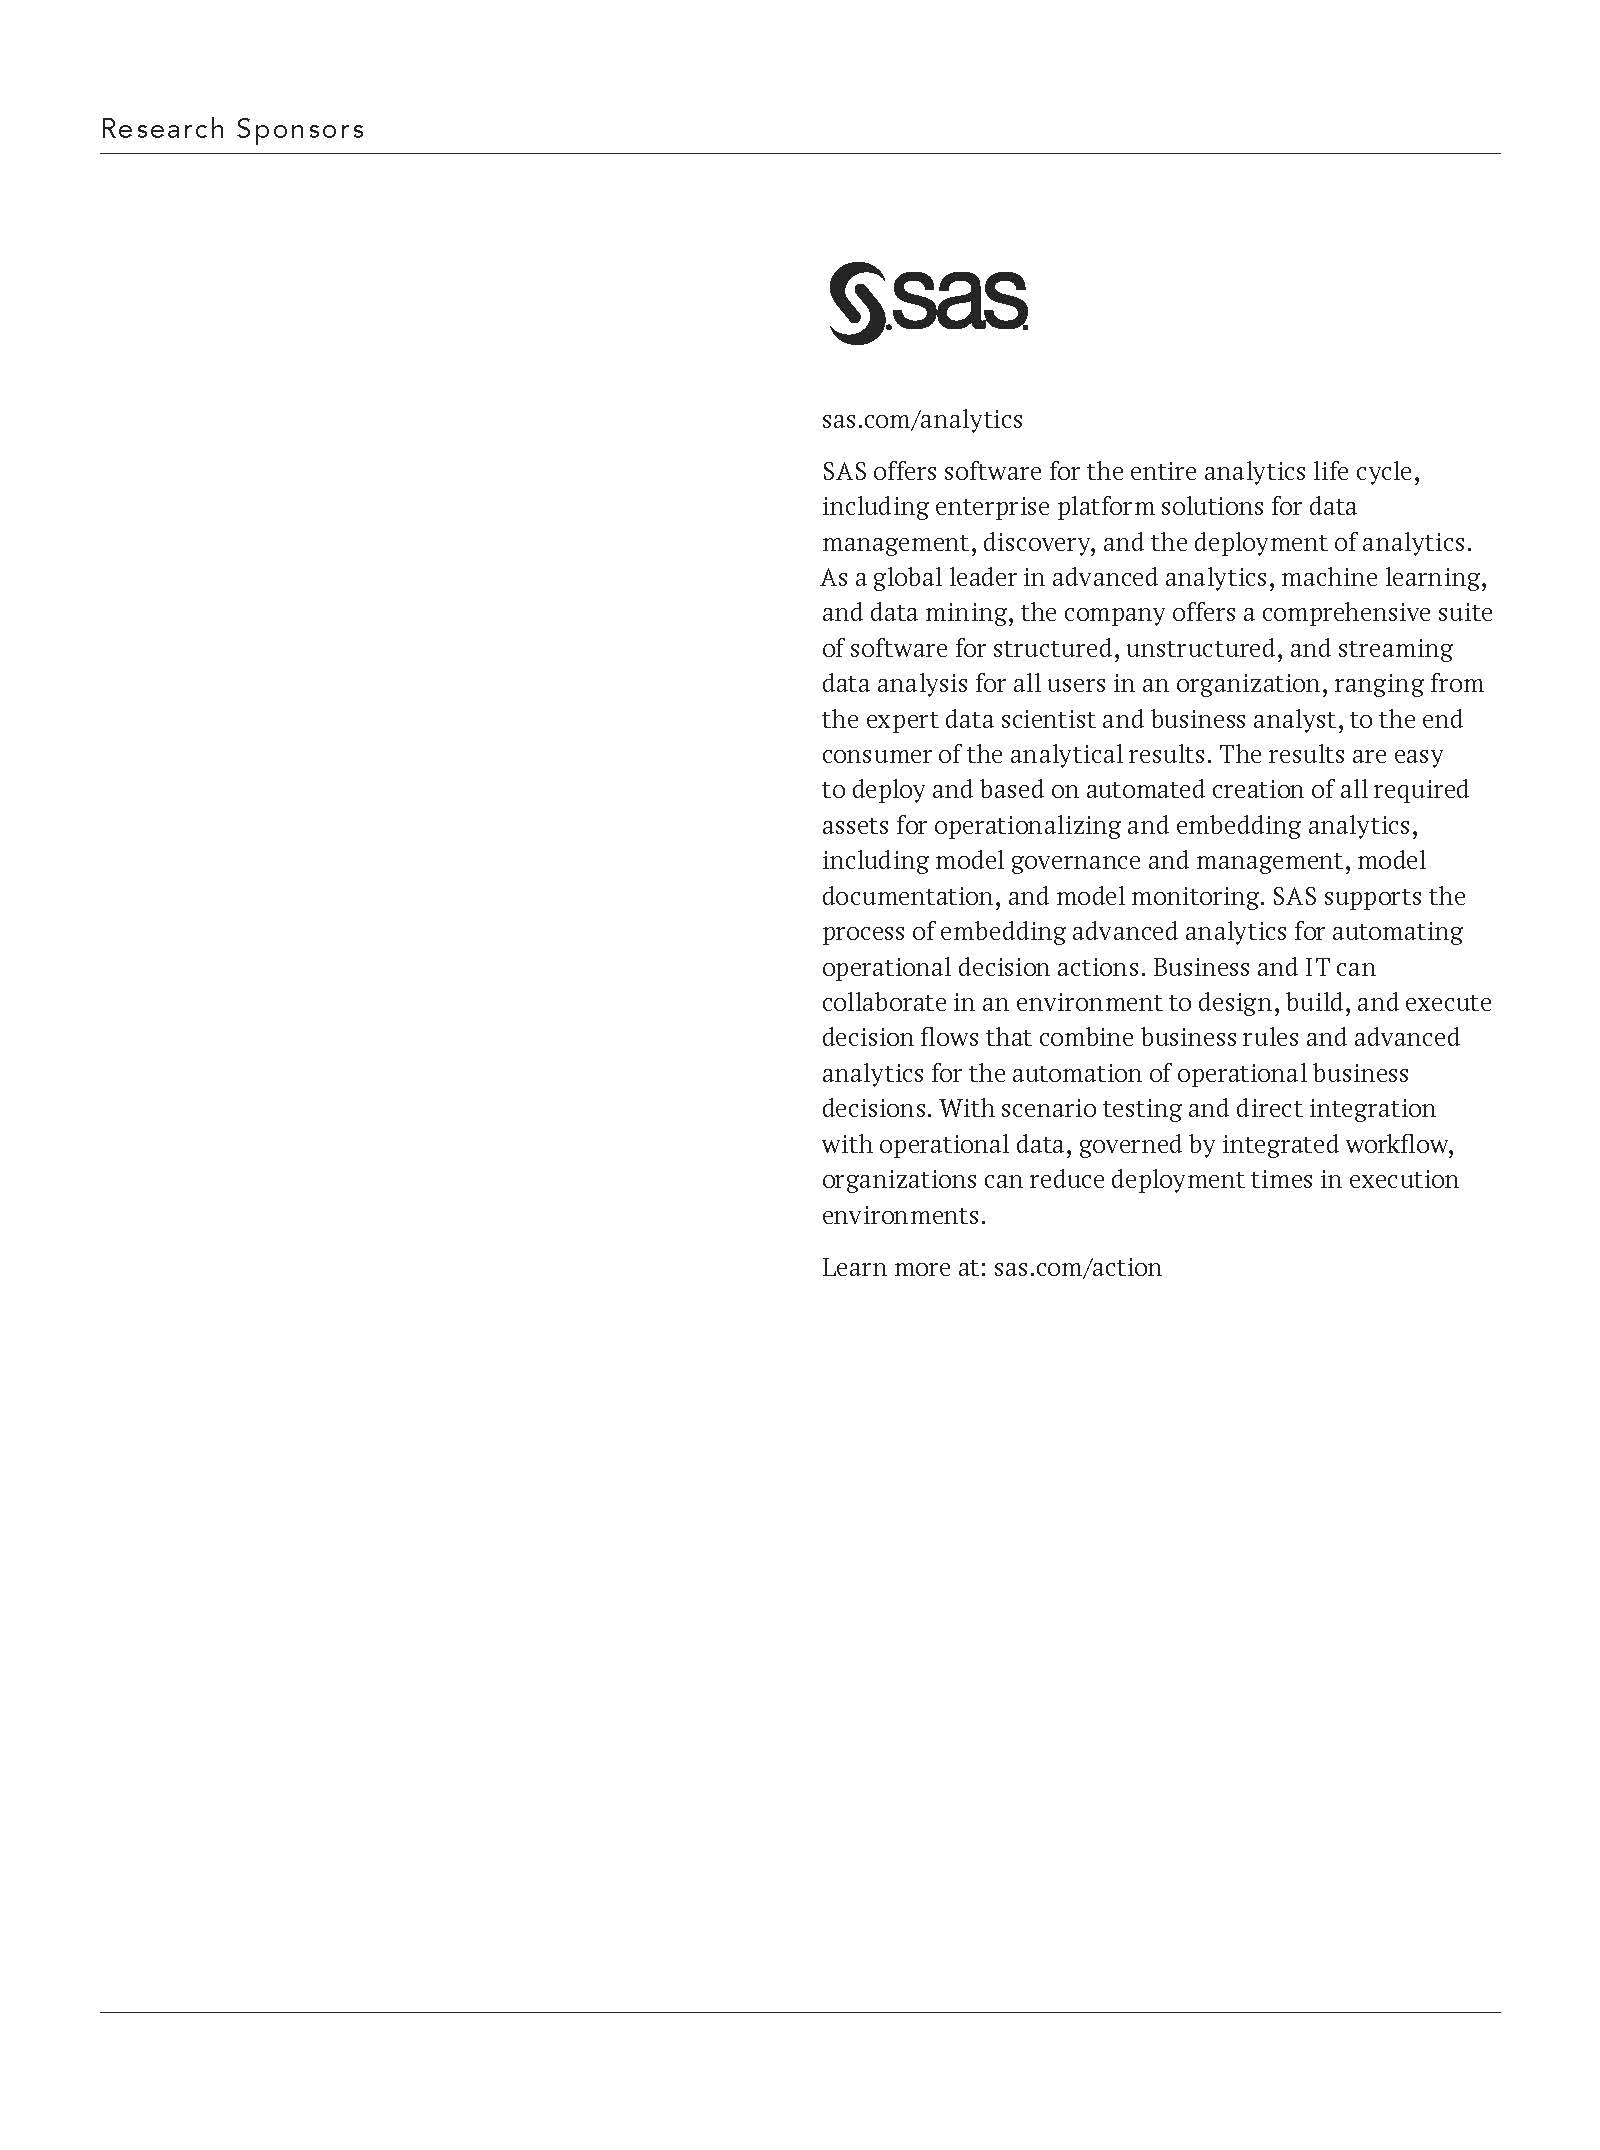 Research Sponsors
sas.
sas.com/analytics
SAS offers software for the entire analytics life cycle,
including enterprise platform solutions for data
management, discovery, and the deployment of analytics.
As a global leader in advanced analytics, machine learning,
and data mining, the company offers a comprehensive suite
of software for structured, unstructured, and streaming
data analysis for all users in an organization, ranging from
the expert data scientist and business analyst, to the end
consumer of the analytical results. The results are easy
to deploy and based on automated creation of all required
assets for operationalizing and embedding analytics,
including model governance and management, model
documentation, and model monitoring. SAS supports the
process of embedding advanced analytics for automating
operational decision actions. Business and IT can
collaborate in an environment to design, build, and execute
decision flows that combine business rules and advanced
analytics for the automation of operational business
decisions. With scenario testing and direct integration
with operational data, governed by integrated workflow,
organizations can reduce deployment times in execution
environments.
Learn more at: sas.com/action